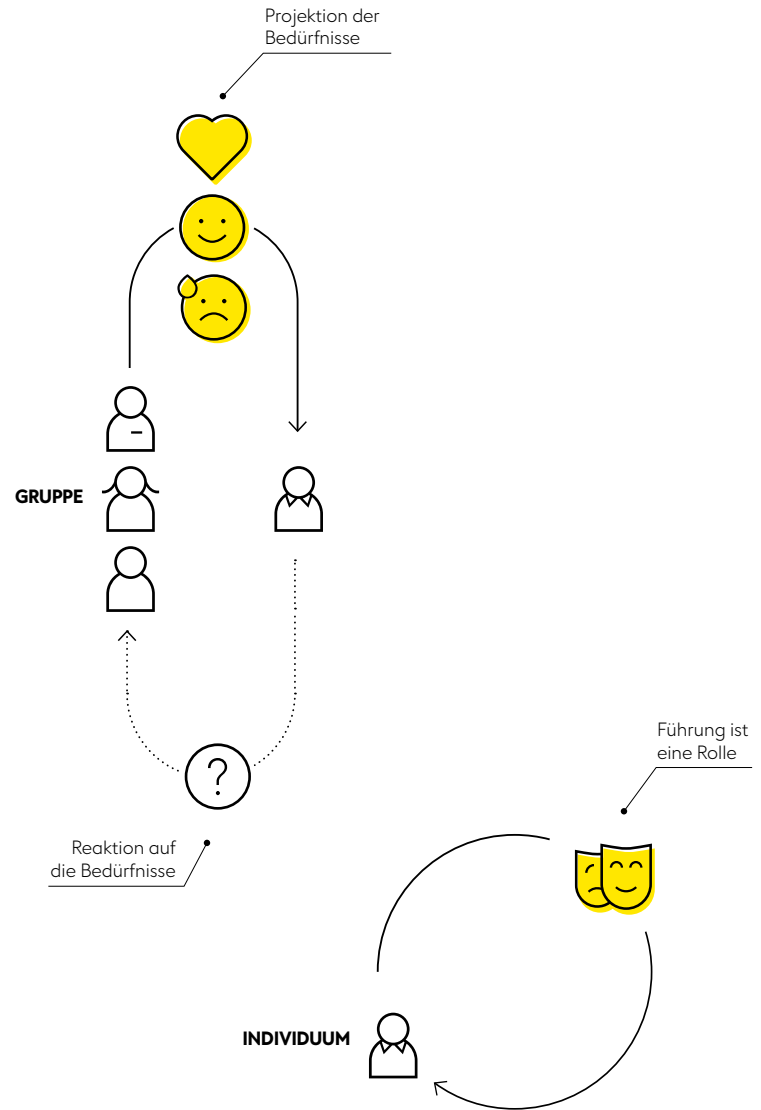 Projektion der
Bedürfnisse
GRUPPE
?
Führung ist
eine Rolle
Reaktion auf
die Bedürfnisse
INDIVIDUUM